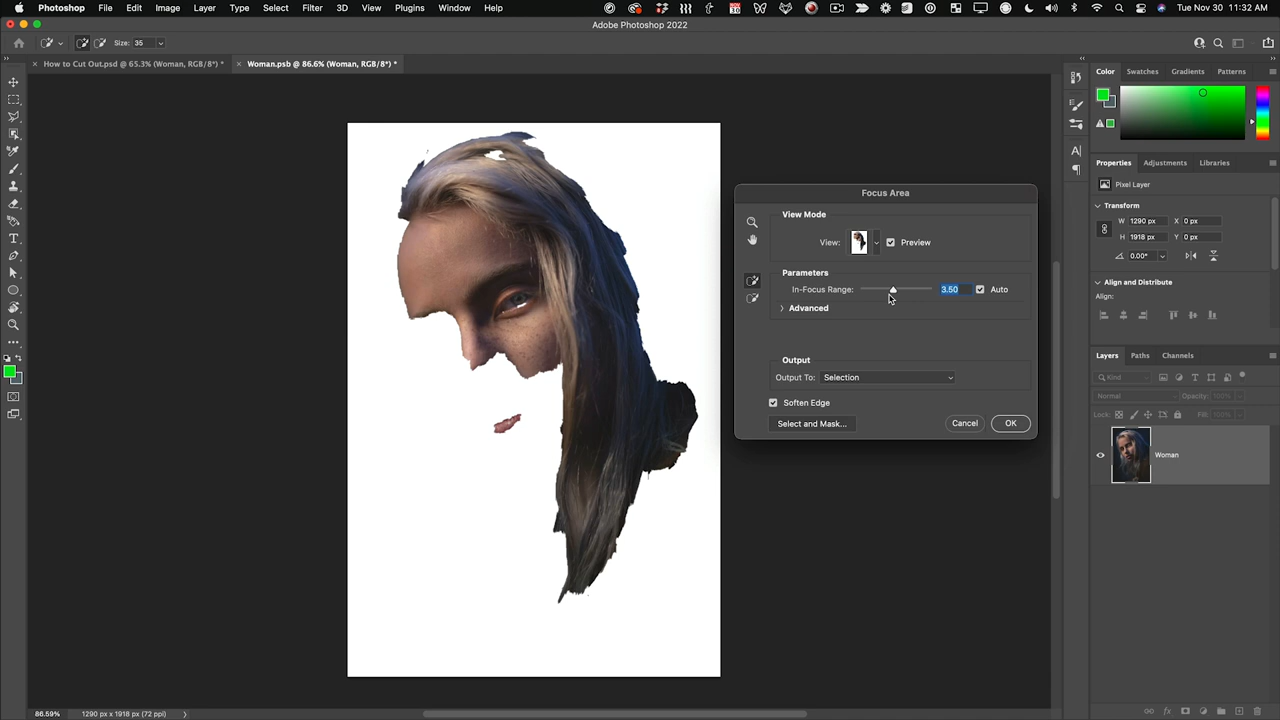 Photoshop File Edit Image Layer Type Select Filter 3D View Plugins Window Help Tue Nov 30 11:32 AM
Adobe Photoshop 2022
Size: 35
How to Cut Out.psd @ 65.3% (Woman, RGB/8*) * Woman.psb @ 86.6% (Woman, RGB/8*) *
Color Swatches Gradients Patterns
Properties Adjustments Libraries
Pixel Layer
Transform
W 1290 px X 0 px
H 1918 px Y 0 px
0.00°
Align and Distribute
Align:
Layers Paths Channels
Kind
Normal Opacity: 100%
Lock: Fill: 100%
Woman
Focus Area
View Mode
View: Preview
Parameters
In-Focus Range: 3.50 Auto
Advanced
Output
Output To: Selection
Soften Edge
Select and Mask... Cancel OK
86.59% 1290 px x 1918 px (72 ppi)